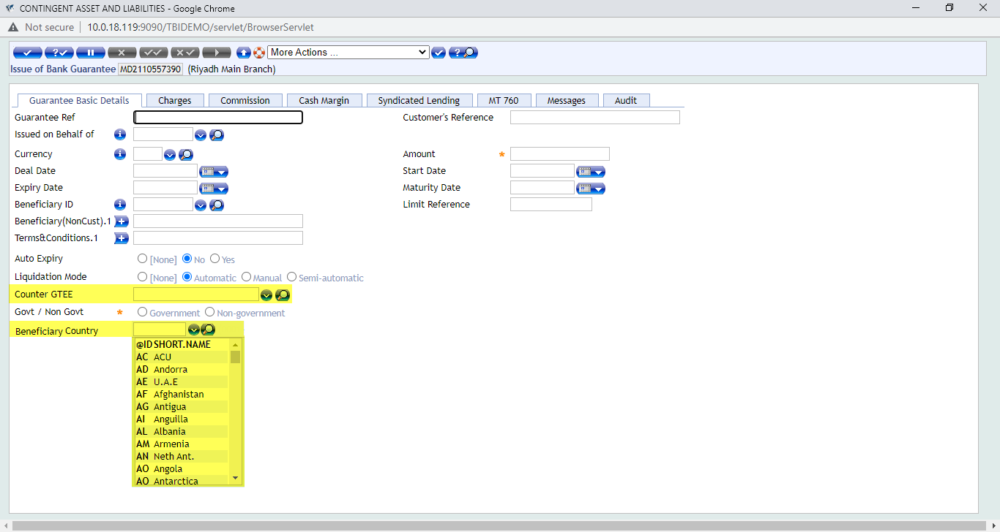 CONTINGENT ASSET AND LIABILITIES - Google Chrome
Not secure | 10.0.18.119:9090/TBIDEMO/servlet/BrowserServlet
More Actions ...
Issue of Bank Guarantee MD2110557390 (Riyadh Main Branch)
Guarantee Basic Details Charges Commission Cash Margin Syndicated Lending MT 760 Messages Audit
Guarantee Ref Customer's Reference
Issued on Behalf of
Currency Amount *
Deal Date Start Date
Expiry Date Maturity Date
Beneficiary ID Limit Reference
Beneficiary(NonCust).1
Terms&Conditions.1
Auto Expiry [None] No Yes
Liquidation Mode [None] Automatic Manual Semi-automatic
Counter GTEE
Govt / Non Govt * Government Non-government
Beneficiary Country
@ID SHORT.NAME
AC ACU
AD Andorra
AE U.A.E
AF Afghanistan
AG Antigua
AI Anguilla
AL Albania
AM Armenia
AN Neth Ant.
AO Angola
AQ Antarctica